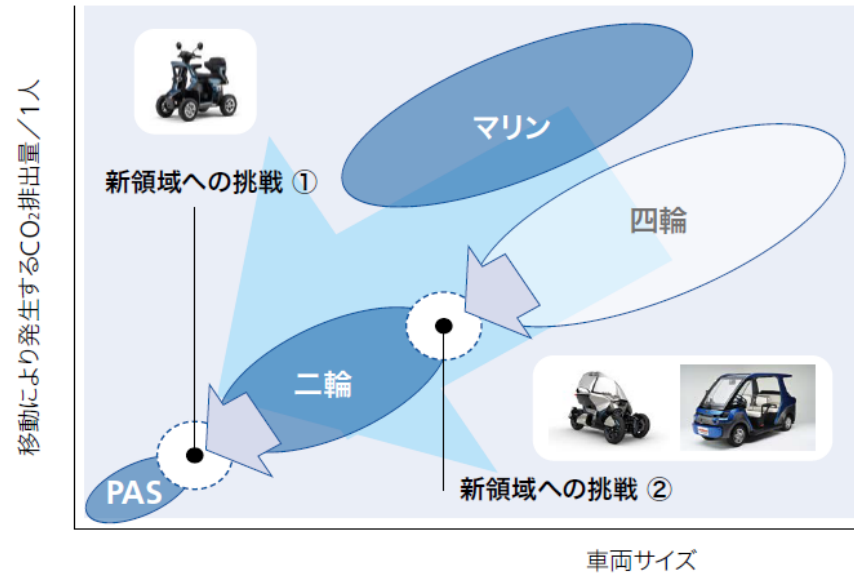 移動により発生するCO₂排出量／1人
マリン
新領域への挑戦 ①
四輪
二輪
PAS
新領域への挑戦 ②
車両サイズ